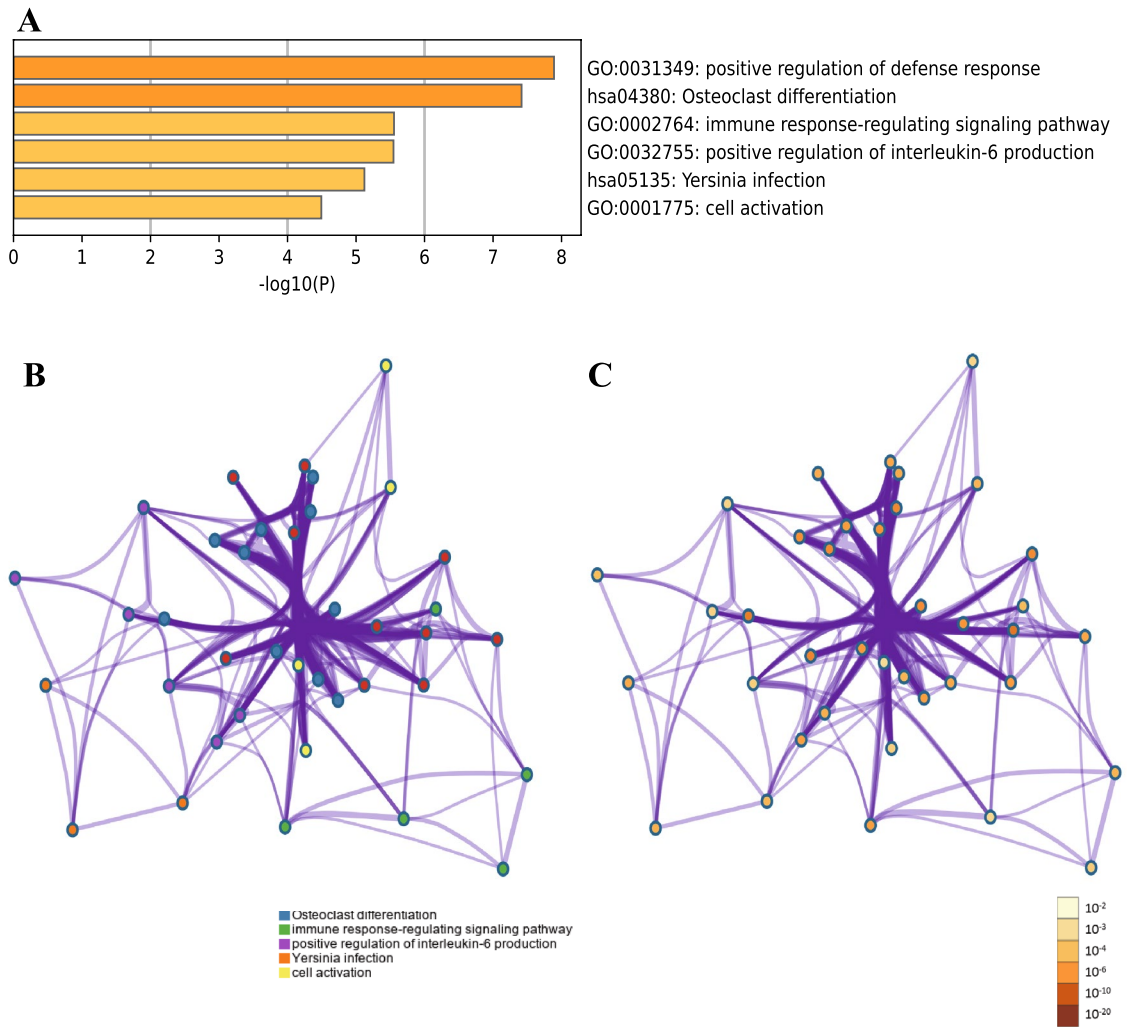 A
GO:0031349: positive regulation of defense response
hsa04380: Osteoclast differentiation
GO:0002764: immune response-regulating signaling pathway
GO:0032755: positive regulation of interleukin-6 production
hsa05135: Yersinia infection
GO:0001775: cell activation
0 1 2 3 4 5 6 7 8
-log10(P)
B
C
Osteoclast differentiation
immune response-regulating signaling pathway
positive regulation of interleukin-6 production
Yersinia infection
cell activation
10-2
10-3
10-4
10-6
10-10
10-20